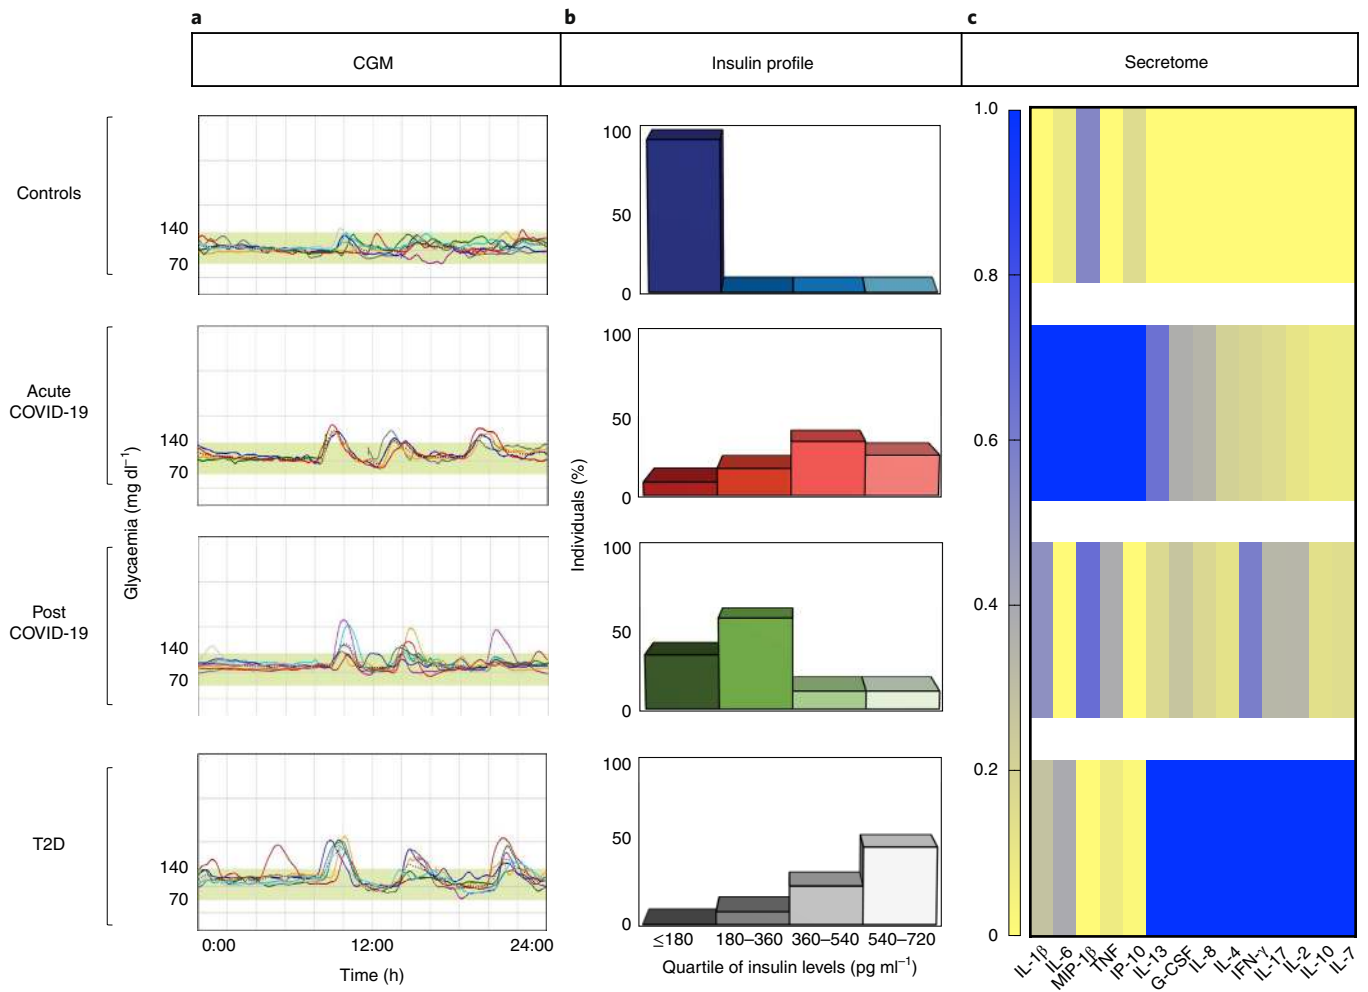 a
b
c
CGM
Insulin profile
Secretome
Controls
Acute
COVID-19
Post
COVID-19
T2D
Glycaemia (mg dl⁻¹)
140
70
140
70
140
70
140
70
0:00
12:00
24:00
Time (h)
Individuals (%)
100
50
0
100
50
0
100
50
0
100
50
0
≤180
180–360
360–540
540–720
Quartile of insulin levels (pg ml⁻¹)
1.0
0.8
0.6
0.4
0.2
0
IL-1β
IL-6
MIP-1β
TNF
IP-10
IL-13
G-CSF
IL-8
IL-4
IFN-γ
IL-17
IL-2
IL-10
IL-7